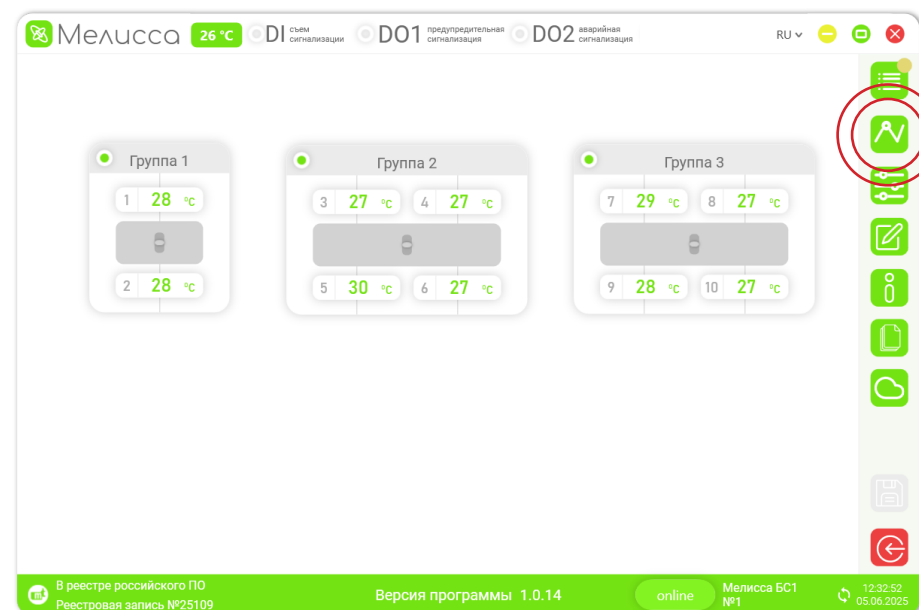 Мелисса 26 °C DI съем сигнализации DO1 предупредительная сигнализация DO2 аварийная сигнализация RU
Группа 1
1 28 °C
2 28 °C
Группа 2
3 27 °C 4 27 °C
5 30 °C 6 27 °C
Группа 3
7 29 °C 8 27 °C
9 28 °C 10 27 °C
В реестре российского ПО
Реестровая запись №25109
Версия программы 1.0.14
online
Мелисса БС1
№1
12:32:52
05.06.2025